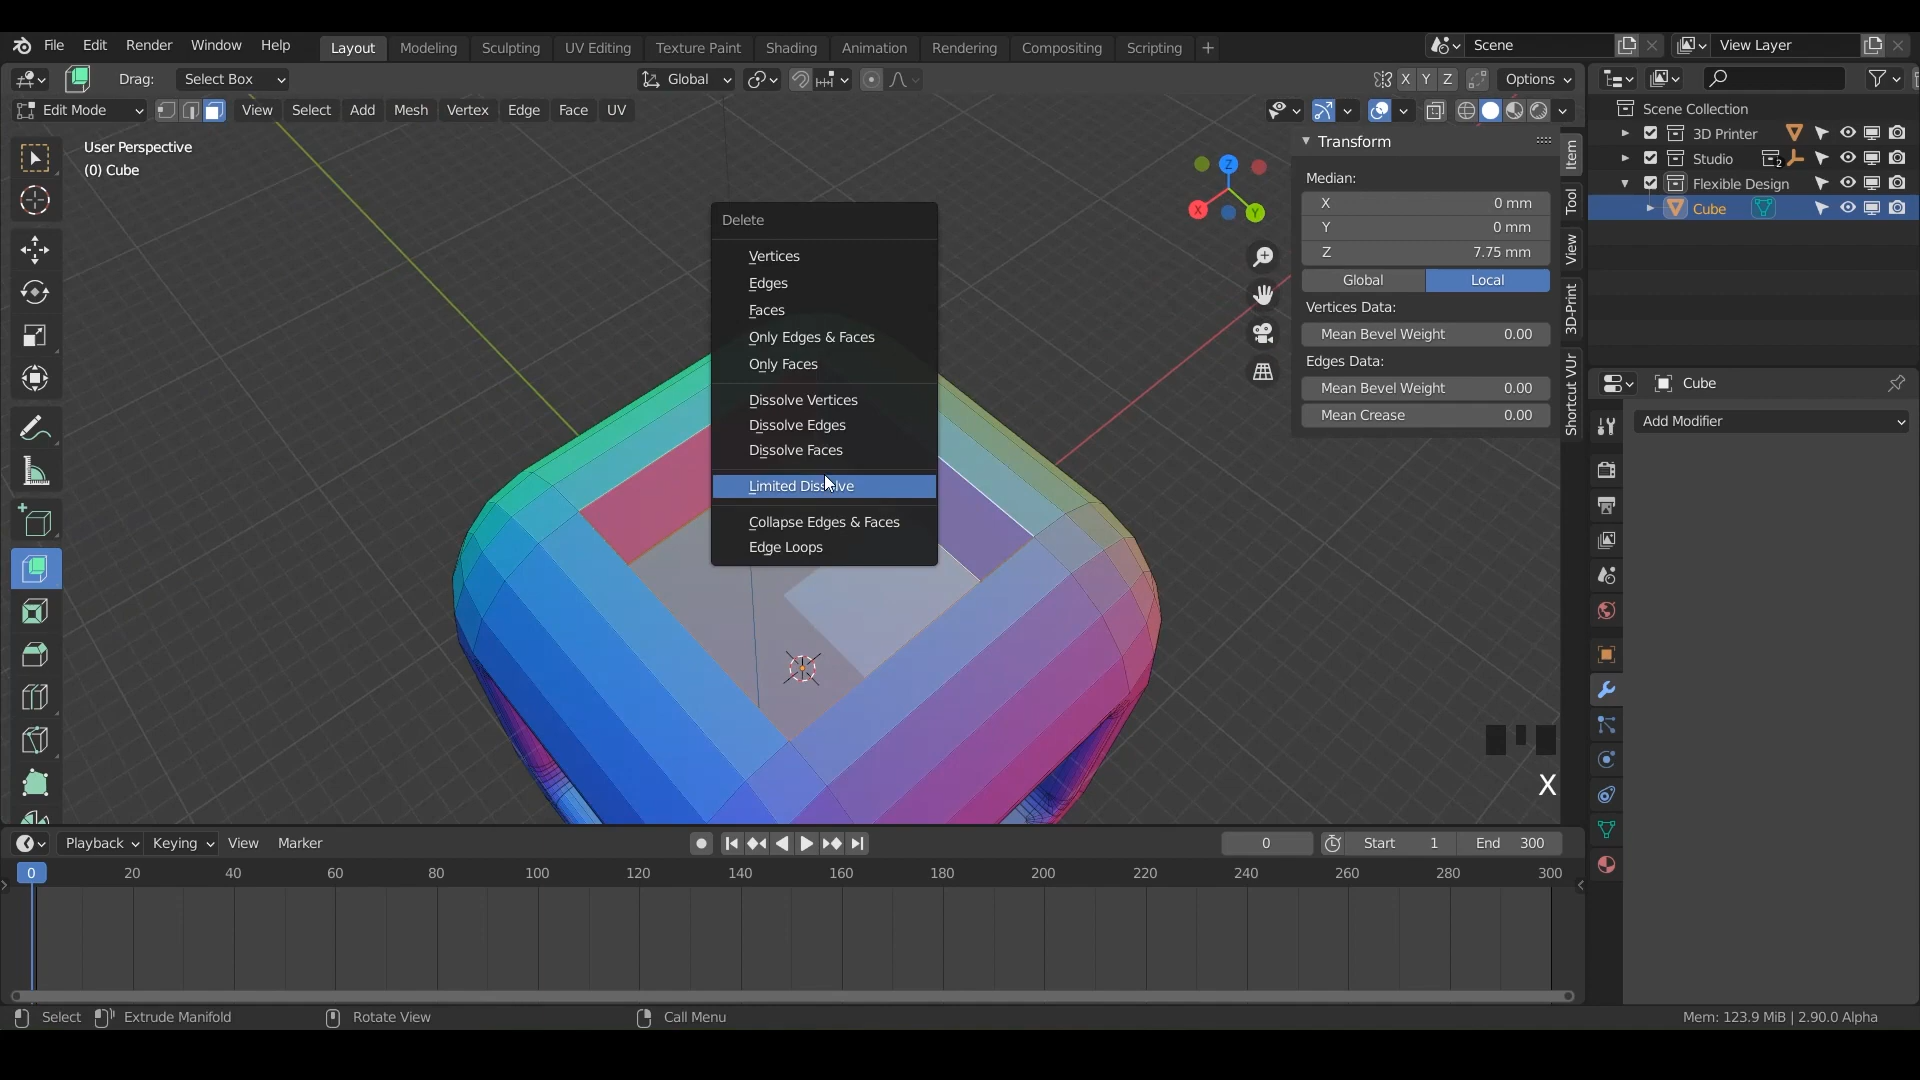 File Edit Render Window Help Layout Modeling Sculpting UV Editing Texture Paint Shading Animation Rendering Compositing Scripting + Scene View Layer
Drag: Select Box Global X Y Z Options
Edit Mode View Select Add Mesh Vertex Edge Face UV
User Perspective
(0) Cube
Z
X
Y
Delete
Vertices
Edges
Faces
Only Edges & Faces
Only Faces
Dissolve Vertices
Dissolve Edges
Dissolve Faces
Limited Dissolve
Collapse Edges & Faces
Edge Loops
Transform
Median:
X 0 mm
Y 0 mm
Z 7.75 mm
Global Local
Vertices Data:
Mean Bevel Weight 0.00
Edges Data:
Mean Bevel Weight 0.00
Mean Crease 0.00
Item
Tool
View
3D-Print
Shortcut VUr
Scene Collection
3D Printer
Studio 2
Flexible Design
Cube
Cube
Add Modifier
X
Playback Keying View Marker 0 Start 1 End 300
0 20 40 60 80 100 120 140 160 180 200 220 240 260 280 300
Select Extrude Manifold Rotate View Call Menu Mem: 123.9 MiB | 2.90.0 Alpha